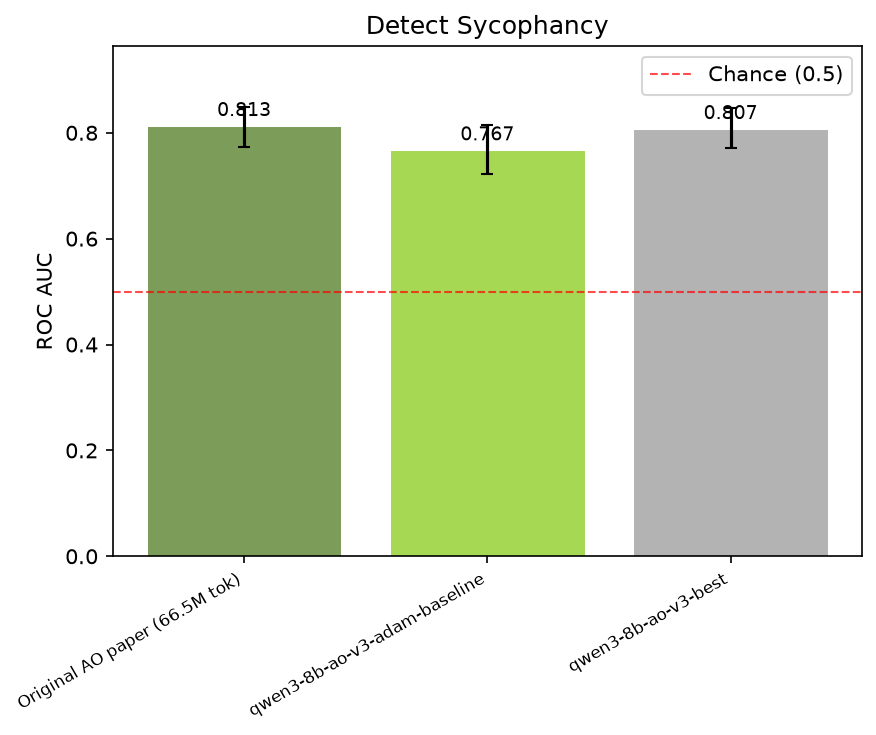 Detect Sycophancy
Chance (0.5)
0.813
0.767
0.807
ROC AUC
0.8
0.6
0.4
0.2
0.0
Original AO paper (66.5M tok)
qwen3-8b-ao-v3-adam-baseline
qwen3-8b-ao-v3-best